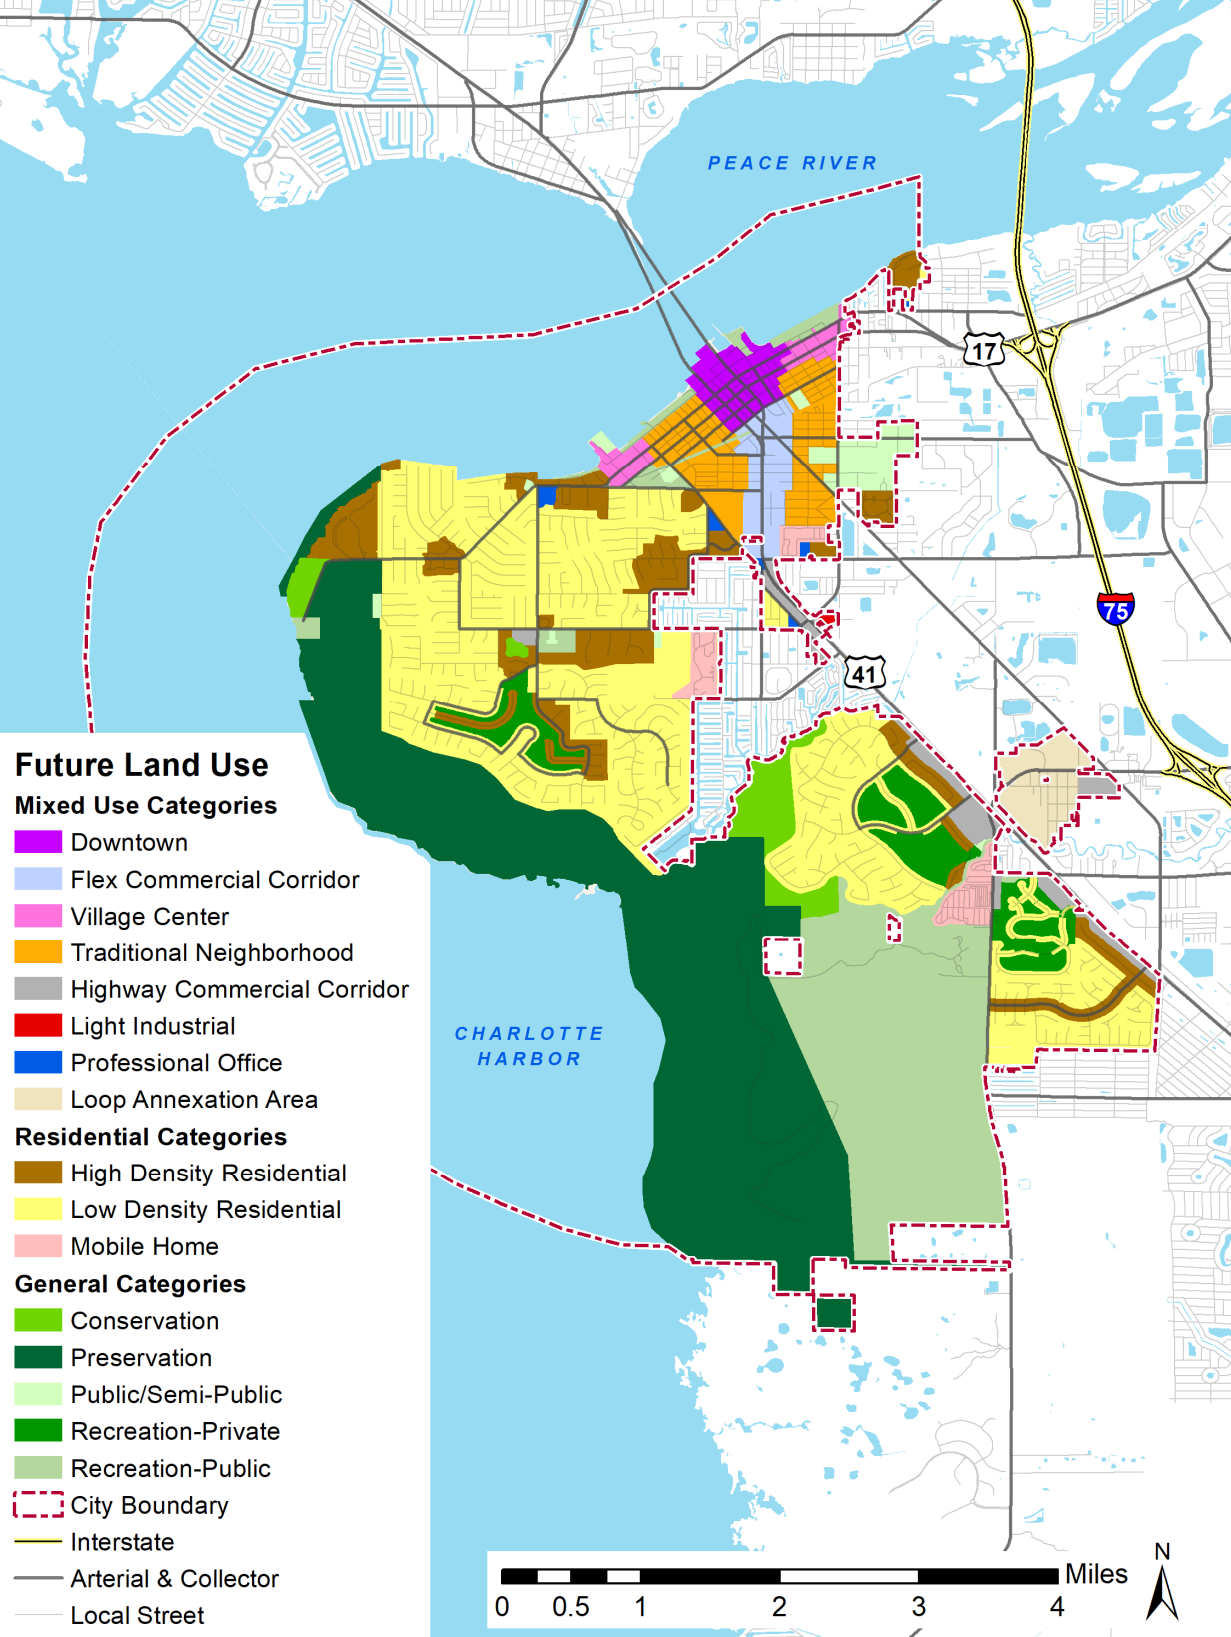 PEACE RIVER
17
75
41
Future Land Use
Mixed Use Categories
Downtown
Flex Commercial Corridor
Village Center
Traditional Neighborhood
Highway Commercial Corridor
Light Industrial
Professional Office
Loop Annexation Area
Residential Categories
High Density Residential
Low Density Residential
Mobile Home
General Categories
Conservation
Preservation
Public/Semi-Public
Recreation-Private
Recreation-Public
City Boundary
Interstate
Arterial & Collector
Local Street
CHARLOTTE
HARBOR
N
Miles
0 0.5 1 2 3 4